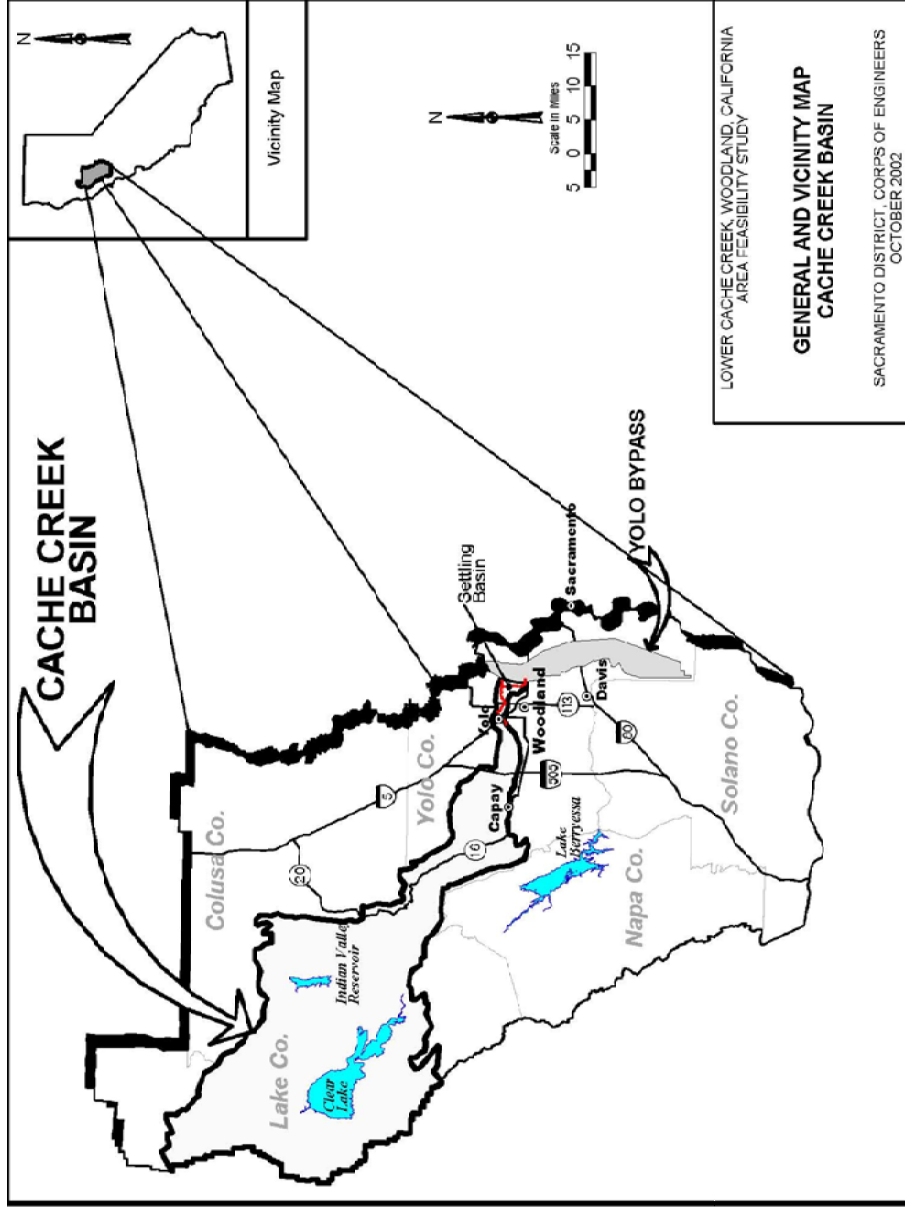 N
Vicinity Map
CACHE CREEK
BASIN
N
Scale in Miles
5 0 5 10 15
Colusa Co.
5
20
Lake Co.
Indian Valley
Reservoir
Clear
Lake
Yolo Co.
16
Capay
505
Yolo
Woodland
113
Settling
Basin
Sacramento
Davis
80
YOLO BYPASS
Lake
Berryessa
Napa Co.
Solano Co.
LOWER CACHE CREEK, WOODLAND, CALIFORNIA
AREA FEASIBILITY STUDY
GENERAL AND VICINITY MAP
CACHE CREEK BASIN
SACRAMENTO DISTRICT, CORPS OF ENGINEERS
OCTOBER 2002